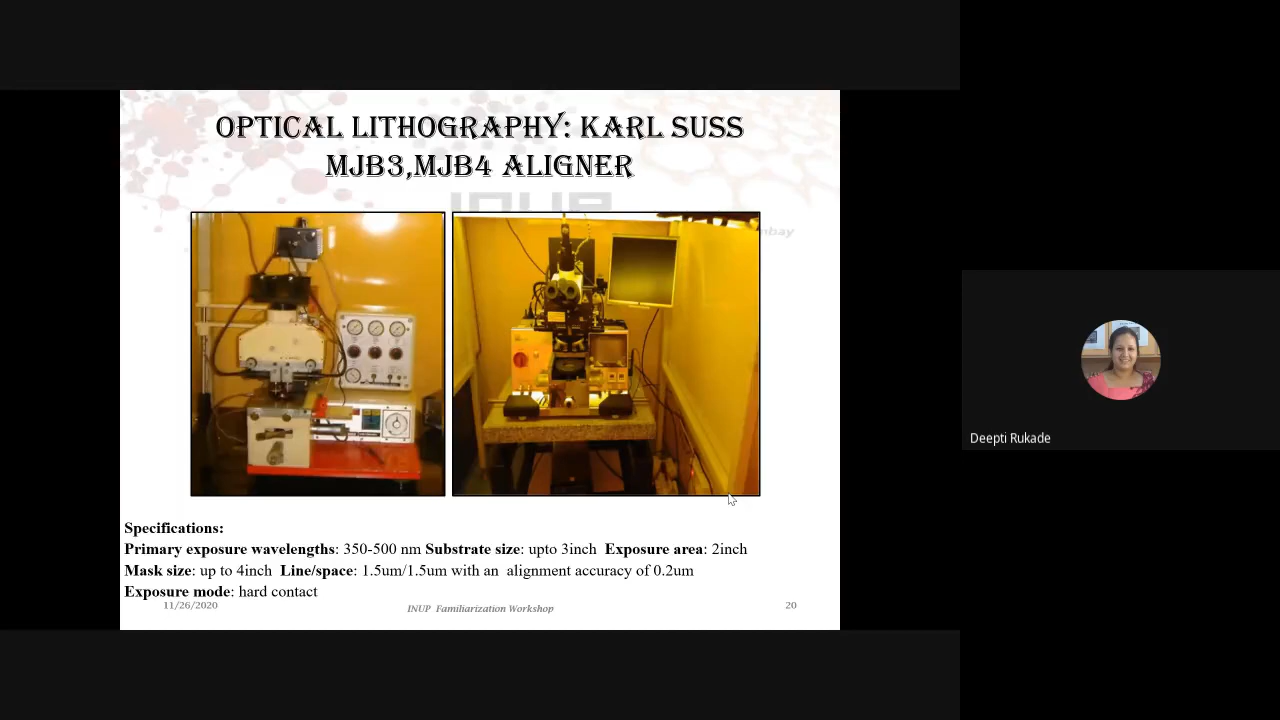 OPTICAL LITHOGRAPHY: KARL SUSS
MJB3,MJB4 ALIGNER
INUP
mbay
Specifications:
Primary exposure wavelengths: 350-500 nm Substrate size: upto 3inch Exposure area: 2inch
Mask size: up to 4inch Line/space: 1.5um/1.5um with an alignment accuracy of 0.2um
Exposure mode: hard contact
11/26/2020
INUP Familiarization Workshop
20
Deepti Rukade